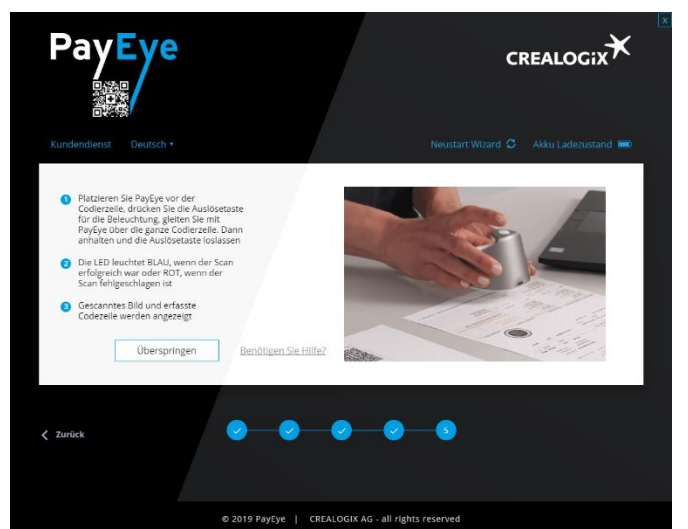 x
PayEye
CREALOGiX
Kundendienst Deutsch
Neustart Wizard Akku Ladezustand
1 Platzieren Sie PayEye vor der
Codierzeile, drücken Sie die Auslösetaste
für die Beleuchtung, gleiten Sie mit
PayEye über die ganze Codierzeile. Dann
anhalten und die Auslösetaste loslassen
2 Die LED leuchtet BLAU, wenn der Scan
erfolgreich war oder ROT, wenn der
Scan fehlgeschlagen ist
3 Gescanntes Bild und erfasste
Codezeile werden angezeigt
Überspringen Benötigen Sie Hilfe?
Zurück
5
© 2019 PayEye | CREALOGIX AG - all rights reserved